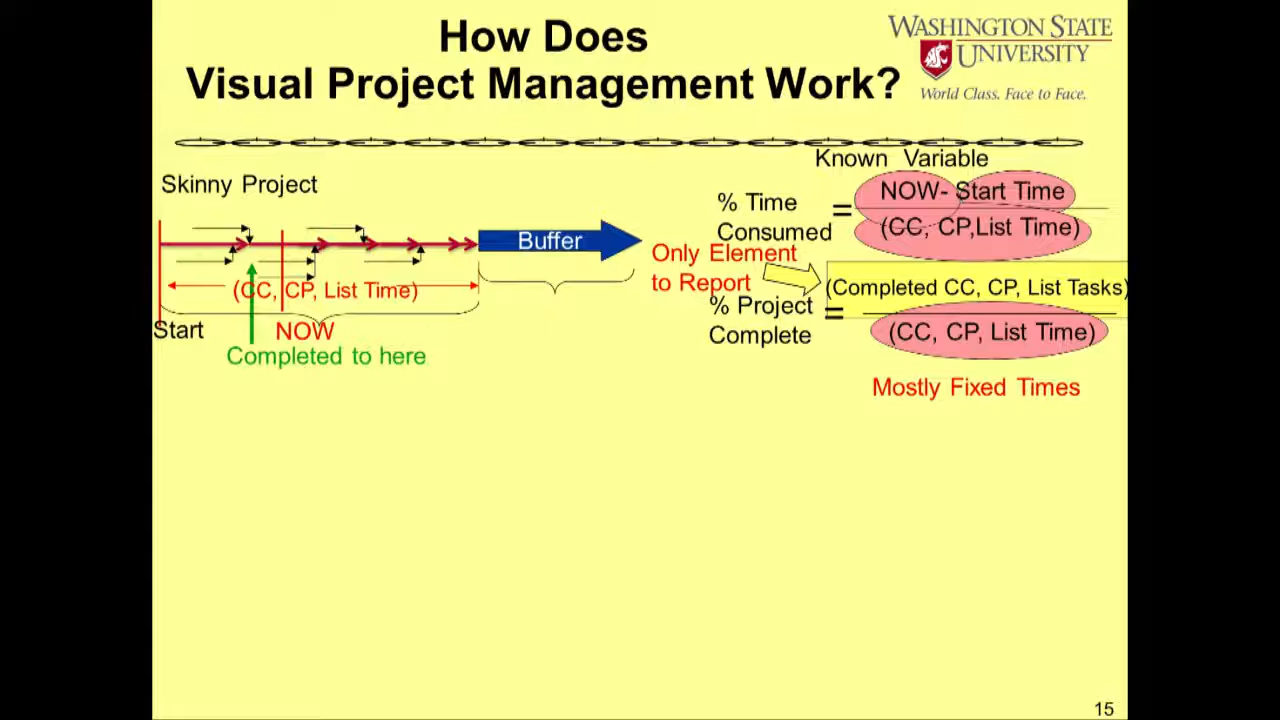 How Does
Visual Project Management Work?
WASHINGTON STATE
UNIVERSITY
World Class. Face to Face.
Known Variable
Skinny Project
% Time
Consumed
=
NOW- Start Time
(CC, CP,List Time)
Buffer
Only Element
to Report
(CC, CP, List Time)
% Project
Complete
=
(Completed CC, CP, List Tasks)
(CC, CP, List Time)
Start
NOW
Completed to here
Mostly Fixed Times
15